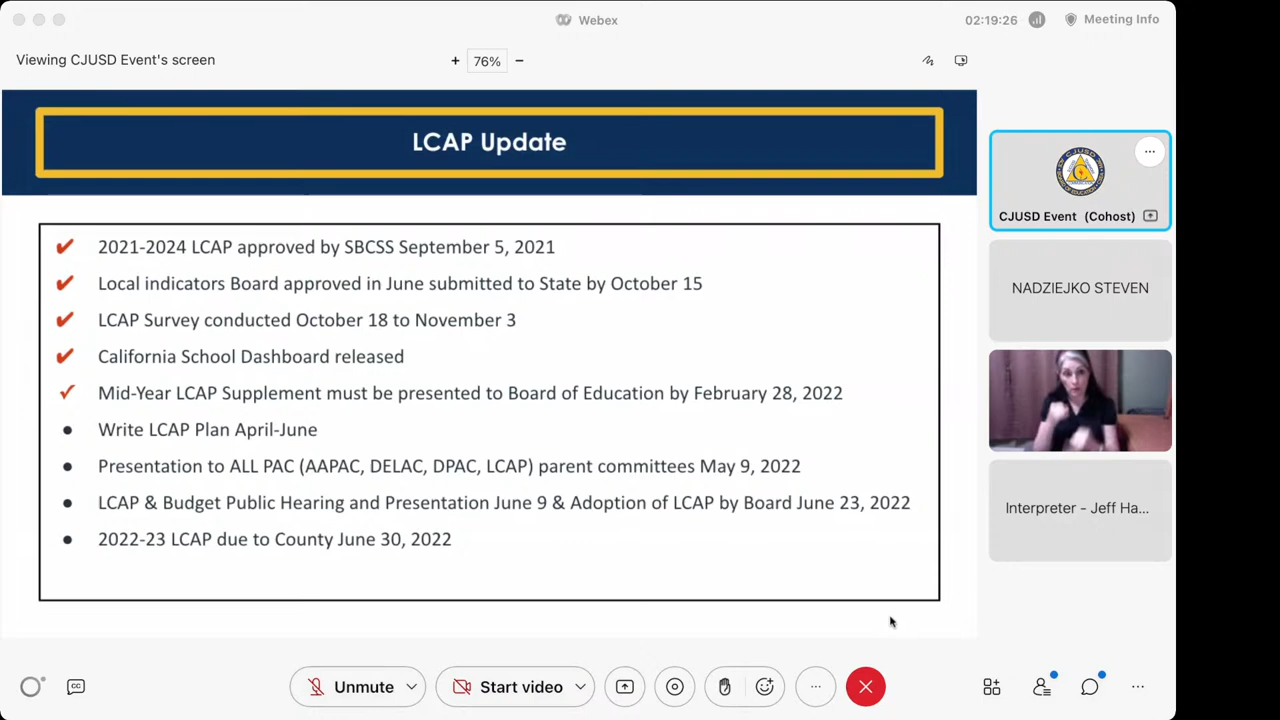 Webex
02:19:26
Meeting Info
Viewing CJUSD Event's screen
+ 76% −
LCAP Update
2021-2024 LCAP approved by SBCSS September 5, 2021
Local indicators Board approved in June submitted to State by October 15
LCAP Survey conducted October 18 to November 3
California School Dashboard released
Mid-Year LCAP Supplement must be presented to Board of Education by February 28, 2022
Write LCAP Plan April-June
Presentation to ALL PAC (AAPAC, DELAC, DPAC, LCAP) parent committees May 9, 2022
LCAP & Budget Public Hearing and Presentation June 9 & Adoption of LCAP by Board June 23, 2022
2022-23 LCAP due to County June 30, 2022
CJUSD Event (Cohost)
NADZIEJKO STEVEN
Interpreter - Jeff Ha...
CC
Unmute
Start video